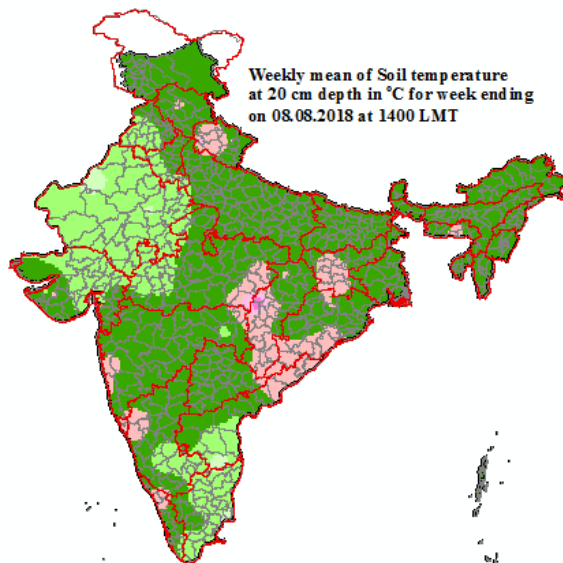 Weekly mean of Soil temperature
at 20 cm depth in °C for week ending
on 08.08.2018 at 1400 LMT